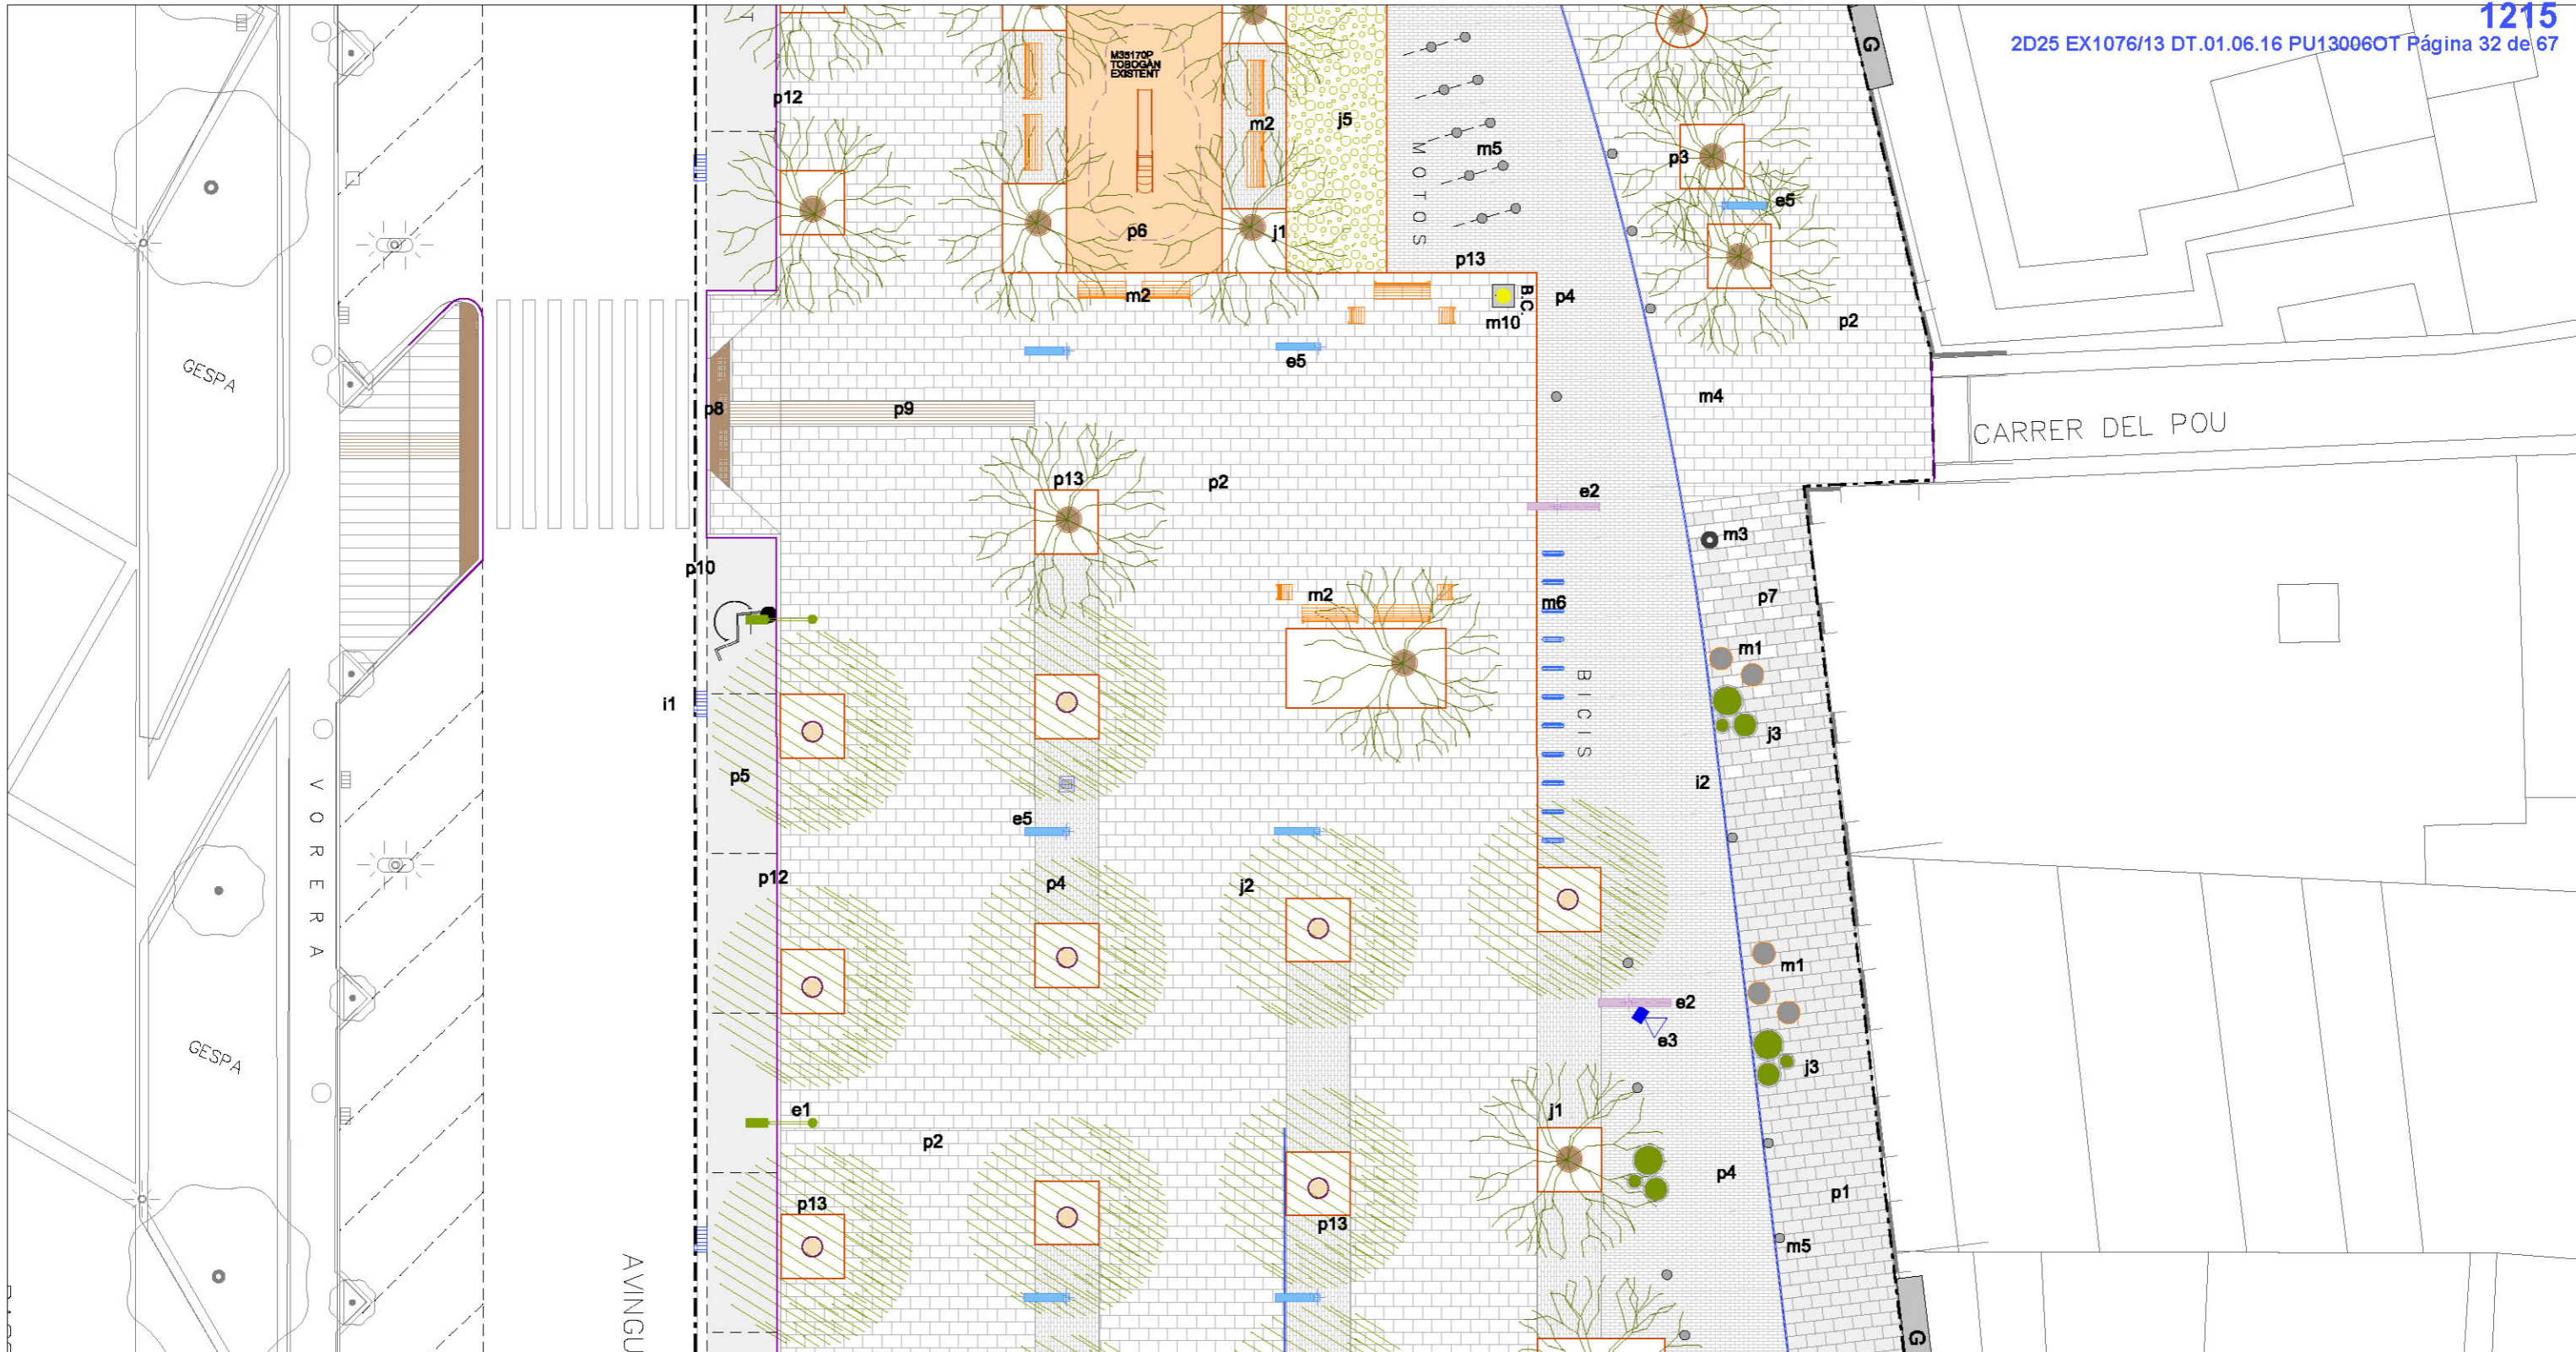 1215
2D25 EX1076/13 DT.01.06.16 PU13006OT Página 32 de 67
G
M35170P
TOBOGÀN
EXISTENT
p12
m2
j5
m5
MOTOS
p3
e5
p6
j1
p13
m2
B.C.
m10
p4
p2
e5
GESPA
p8
p9
m4
CARRER DEL POU
p13
p2
e2
m3
p10
m2
m6
p7
BICIS
m1
i1
j3
p5
i2
VORERA
e5
p12
p4
j2
m1
e2
e3
GESPA
j3
e1
j1
p2
p4
p13
p1
p13
m5
AVINGU
G